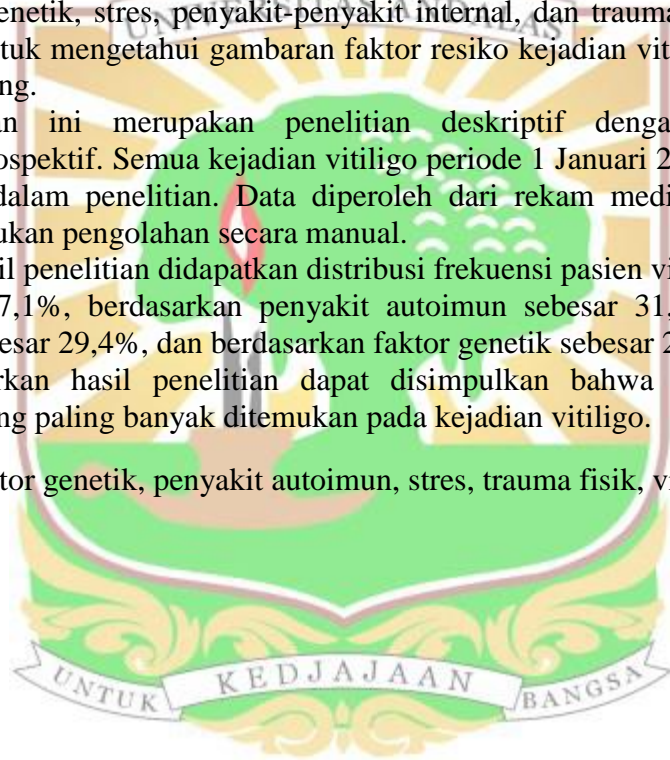 genetik, stres, penyakit-penyakit internal, dan trauma
UNIVERSITAS ANDALAS
tuk mengetahui gambaran faktor resiko kejadian vit
ng.
an ini merupakan penelitian deskriptif denga
ospektif. Semua kejadian vitiligo periode 1 Januari 2
dalam penelitian. Data diperoleh dari rekam medi
ukan pengolahan secara manual.
il penelitian didapatkan distribusi frekuensi pasien vi
7,1%, berdasarkan penyakit autoimun sebesar 31,
esar 29,4%, dan berdasarkan faktor genetik sebesar 2
rkan hasil penelitian dapat disimpulkan bahwa
ng paling banyak ditemukan pada kejadian vitiligo.
tor genetik, penyakit autoimun, stres, trauma fisik, vi
UNTUK KEDJAJAAN BANGSA